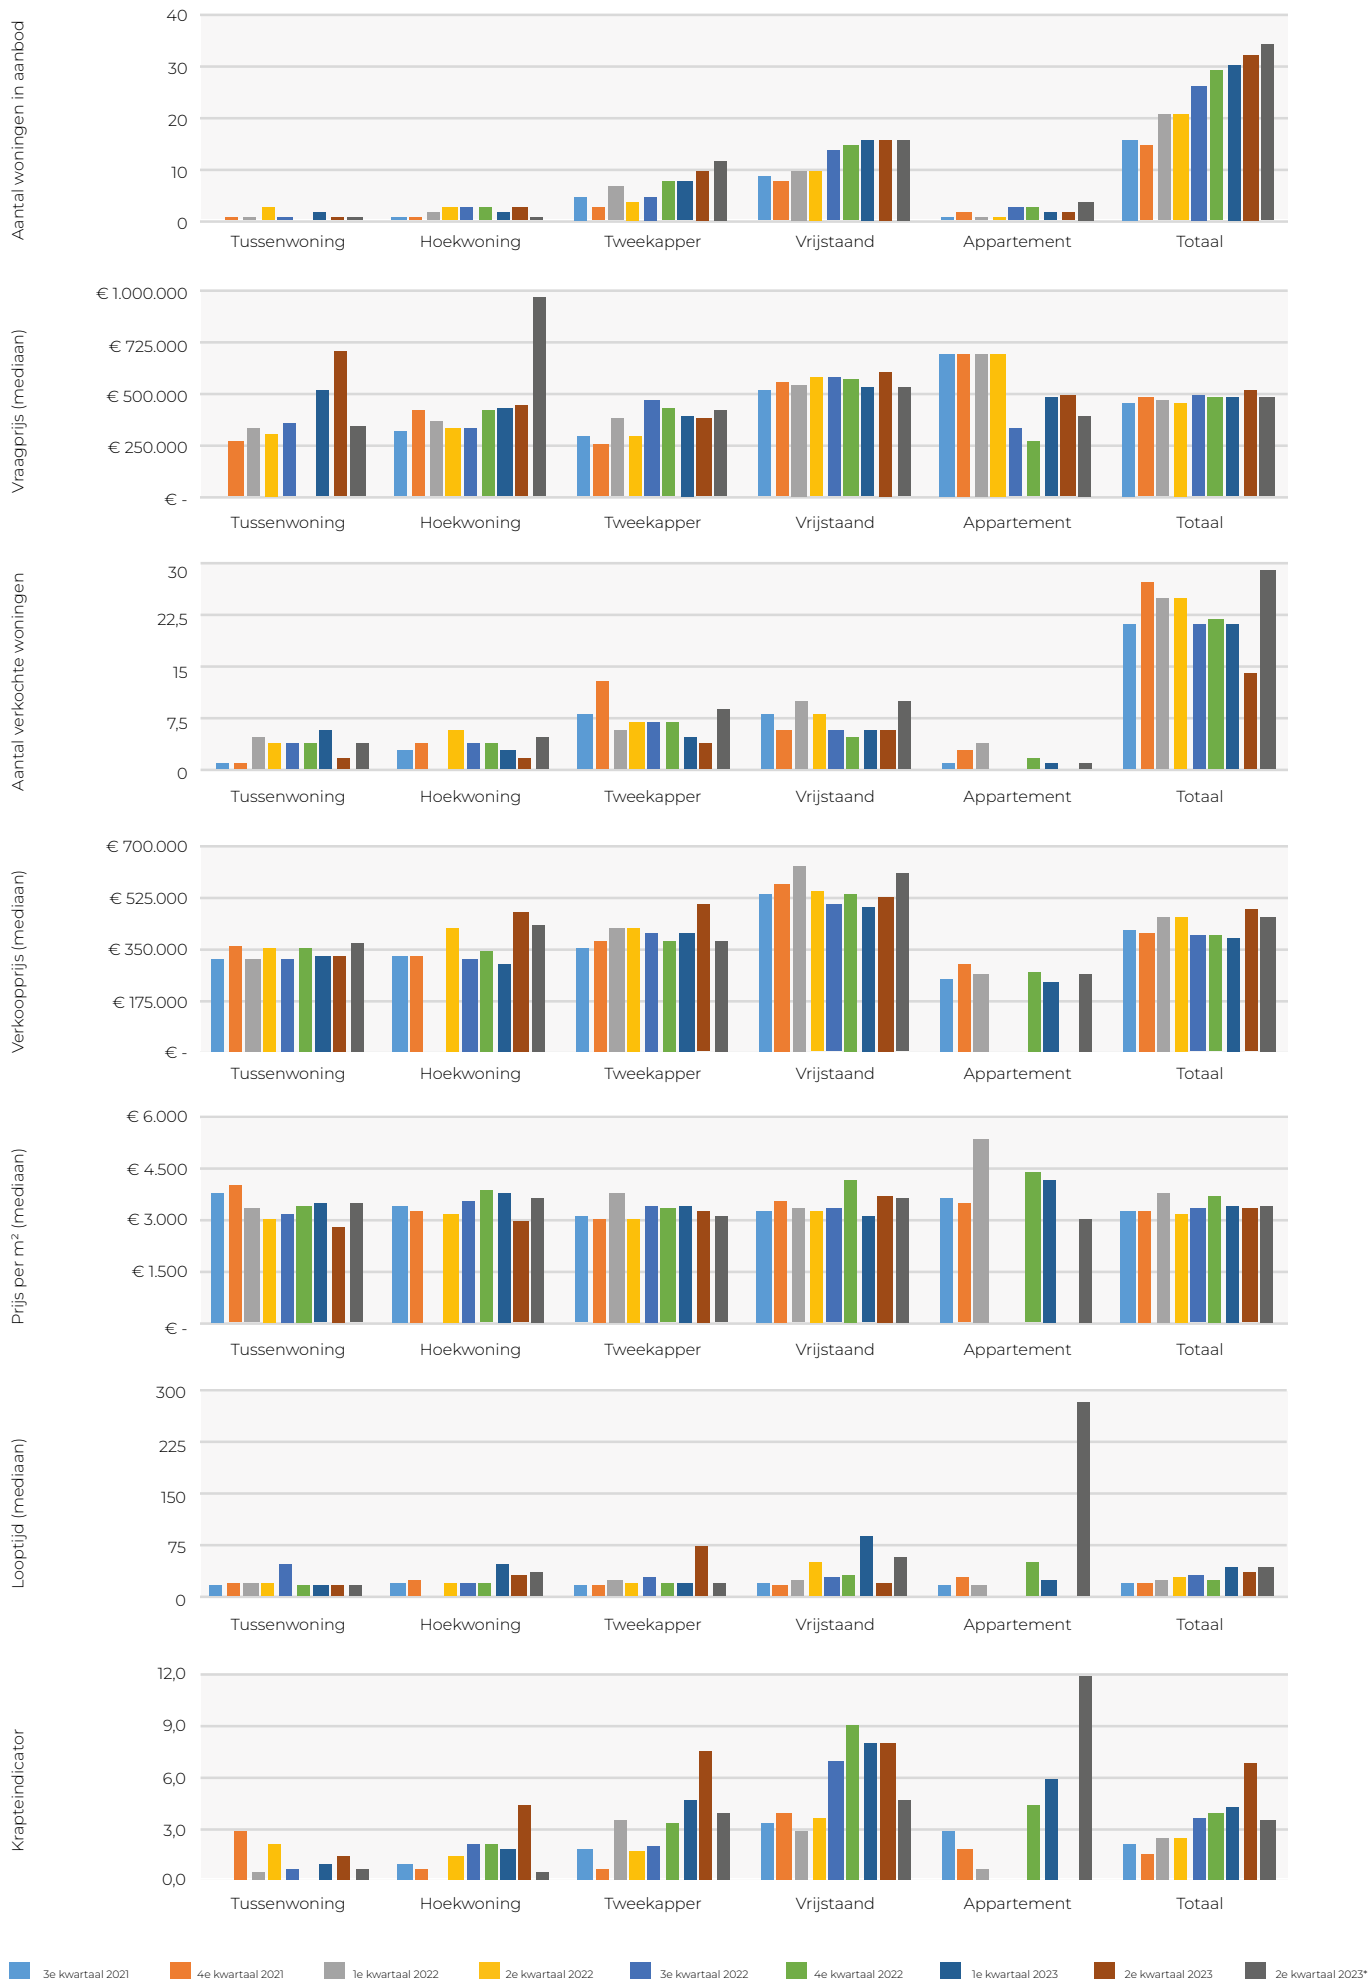 Aantal woningen in aanbod
40
30
20
10
0
Tussenwoning Hoekwoning Tweekapper Vrijstaand Appartement Totaal
Vraagprijs (mediaan)
€ 1.000.000
€ 725.000
€ 500.000
€ 250.000
€ -
Tussenwoning Hoekwoning Tweekapper Vrijstaand Appartement Totaal
Aantal verkochte woningen
30
22,5
15
7,5
0
Tussenwoning Hoekwoning Tweekapper Vrijstaand Appartement Totaal
Verkoopprijs (mediaan)
€ 700.000
€ 525.000
€ 350.000
€ 175.000
€ -
Tussenwoning Hoekwoning Tweekapper Vrijstaand Appartement Totaal
Prijs per m² (mediaan)
€ 6.000
€ 4.500
€ 3.000
€ 1.500
€ -
Tussenwoning Hoekwoning Tweekapper Vrijstaand Appartement Totaal
Looptijd (mediaan)
300
225
150
75
0
Tussenwoning Hoekwoning Tweekapper Vrijstaand Appartement Totaal
Krapteindicator
12,0
9,0
6,0
3,0
0,0
Tussenwoning Hoekwoning Tweekapper Vrijstaand Appartement Totaal
3e kwartaal 2021 4e kwartaal 2021 1e kwartaal 2022 2e kwartaal 2022 3e kwartaal 2022 4e kwartaal 2022 1e kwartaal 2023 2e kwartaal 2023 2e kwartaal 2023*